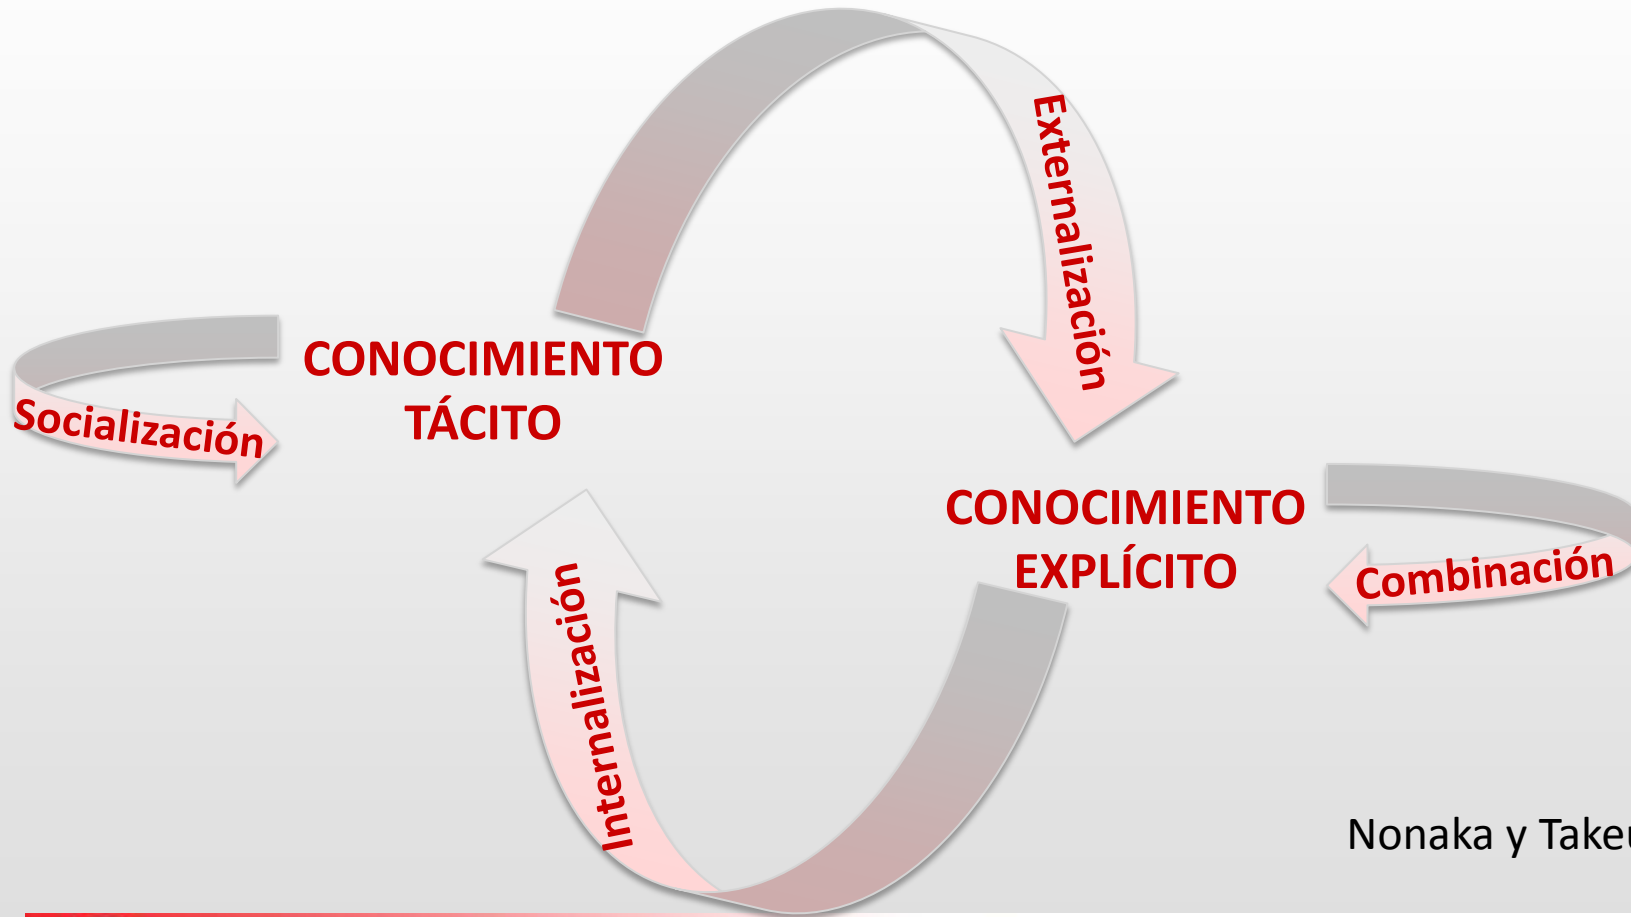 Externalización
CONOCIMIENTO
TÁCITO
Socialización
CONOCIMIENTO
EXPLÍCITO
Combinación
Internalización
Nonaka y